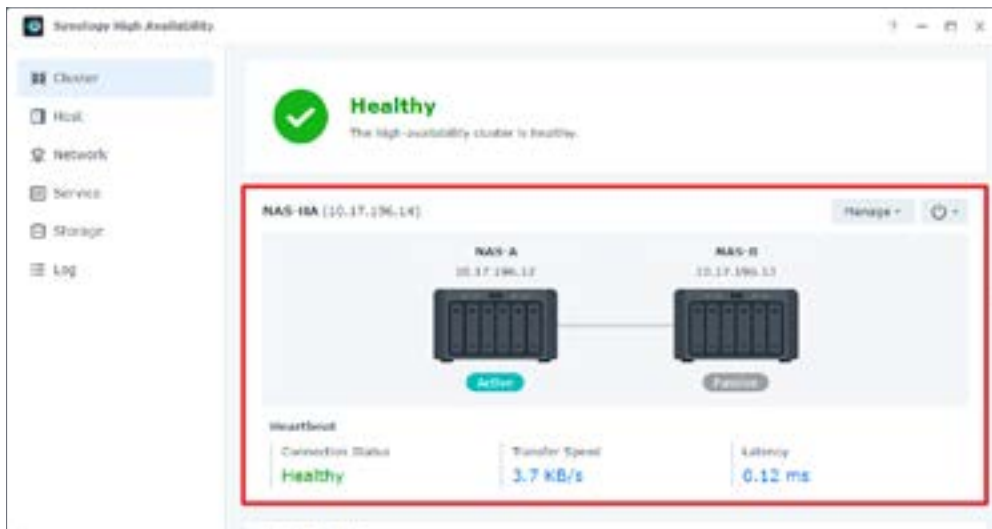 Synology High Availability
Cluster
Host
Network
Service
Storage
Log
Healthy
The high-availability cluster is healthy.
NAS-HA (10.17.196.14)
Manage
NAS-A
10.17.196.12
Active
NAS-B
10.17.196.13
Passive
Heartbeat
Connection Status
Healthy
Transfer Speed
3.7 KB/s
Latency
0.12 ms